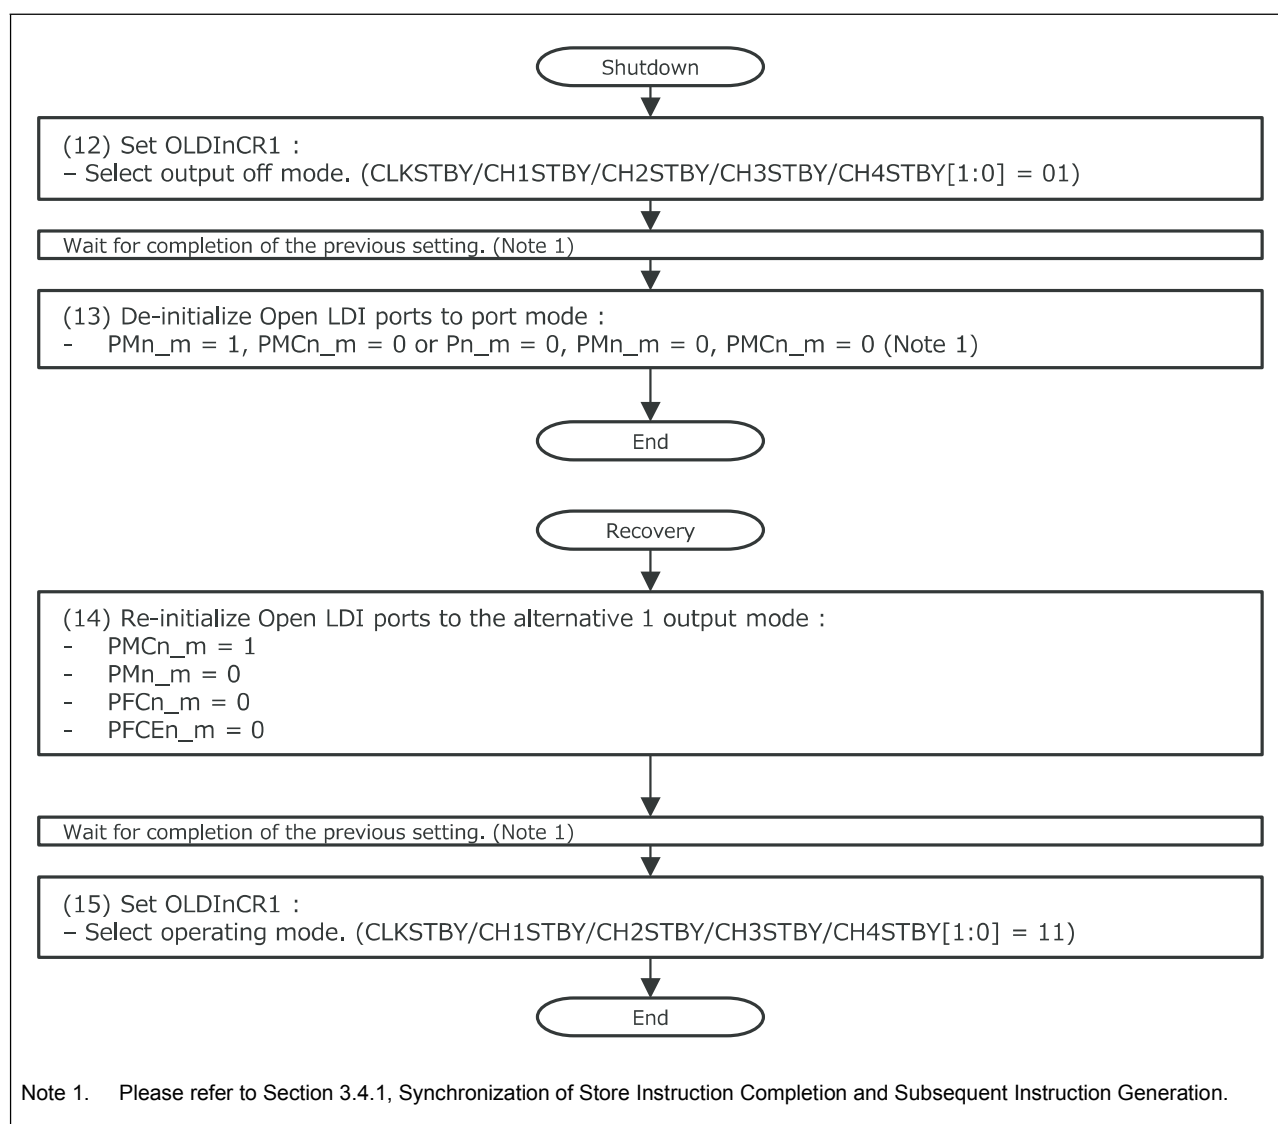 Shutdown
(12) Set OLDInCR1 :
– Select output off mode. (CLKSTBY/CH1STBY/CH2STBY/CH3STBY/CH4STBY[1:0] = 01)
Wait for completion of the previous setting. (Note 1)
(13) De-initialize Open LDI ports to port mode :
- PMn_m = 1, PMCn_m = 0 or Pn_m = 0, PMn_m = 0, PMCn_m = 0 (Note 1)
End
Recovery
(14) Re-initialize Open LDI ports to the alternative 1 output mode :
- PMCn_m = 1
- PMn_m = 0
- PFCn_m = 0
- PFCEn_m = 0
Wait for completion of the previous setting. (Note 1)
(15) Set OLDInCR1 :
– Select operating mode. (CLKSTBY/CH1STBY/CH2STBY/CH3STBY/CH4STBY[1:0] = 11)
End
Note 1. Please refer to Section 3.4.1, Synchronization of Store Instruction Completion and Subsequent Instruction Generation.